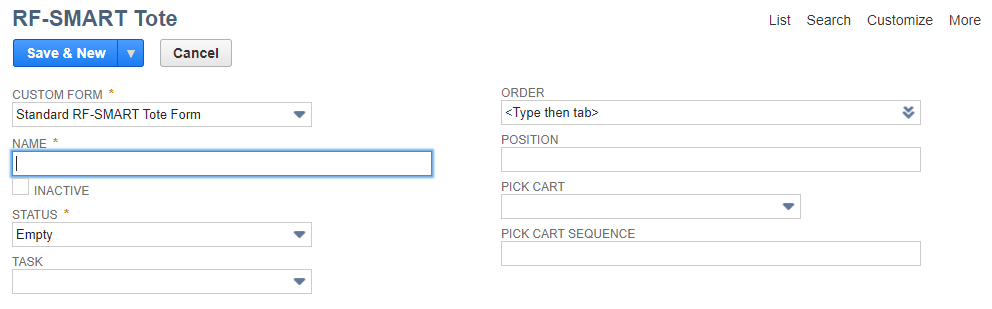 RF-SMART Tote
List Search Customize More
Save & New Cancel
CUSTOM FORM *
Standard RF-SMART Tote Form
NAME *
INACTIVE
STATUS *
Empty
TASK
ORDER
<Type then tab>
POSITION
PICK CART
PICK CART SEQUENCE